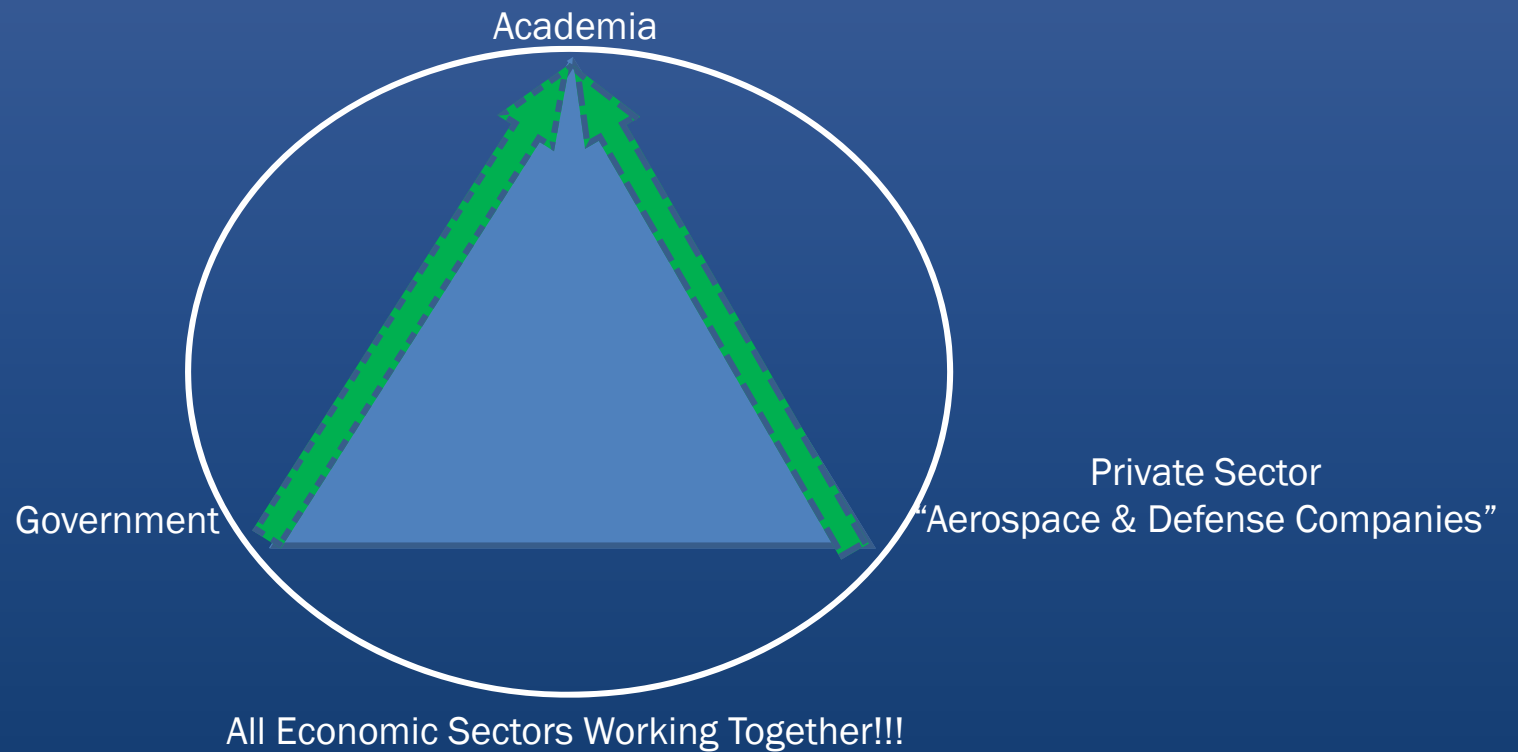 Academia
Private Sector
Government
“Aerospace & Defense Companies”
All Economic Sectors Working Together!!!